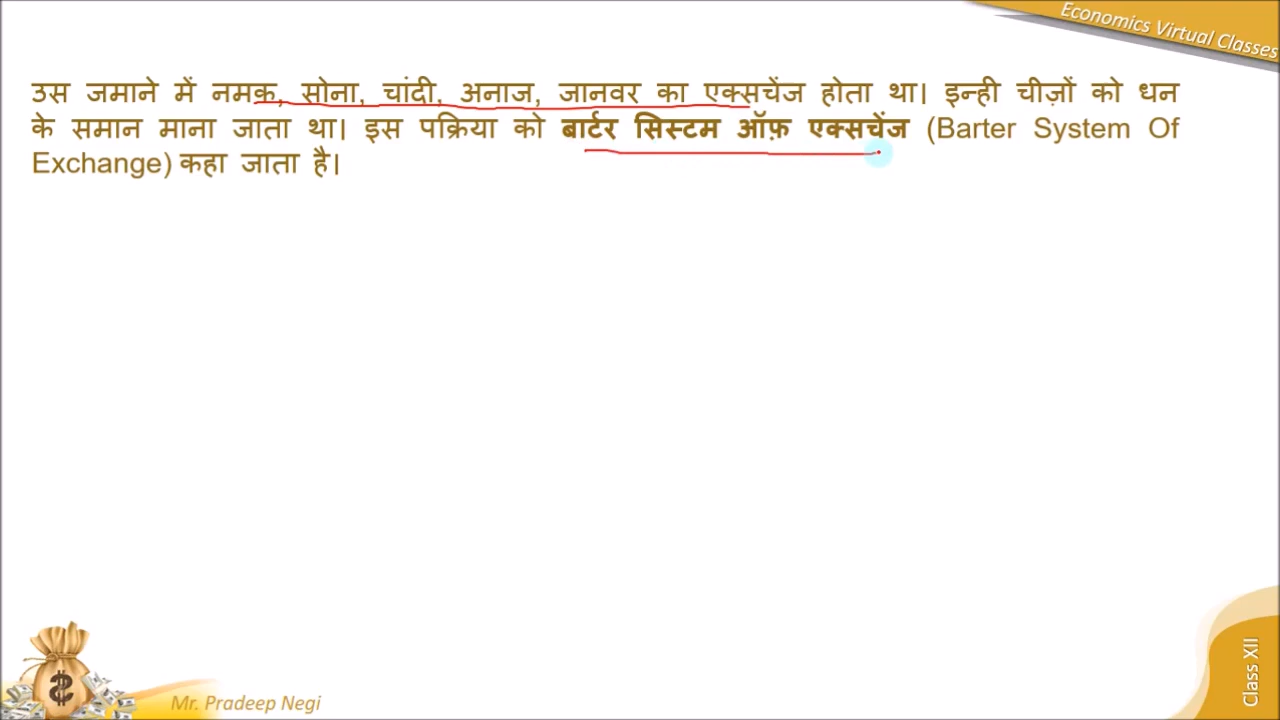 Economics Virtual Classes
उस जमाने में नमक, सोना, चांदी, अनाज, जानवर का एक्सचेंज होता था। इन्ही चीज़ों को धन
के समान माना जाता था। इस पक्रिया को बार्टर सिस्टम ऑफ़ एक्सचेंज (Barter System Of
Exchange) कहा जाता है।
$
Mr. Pradeep Negi
Class XII